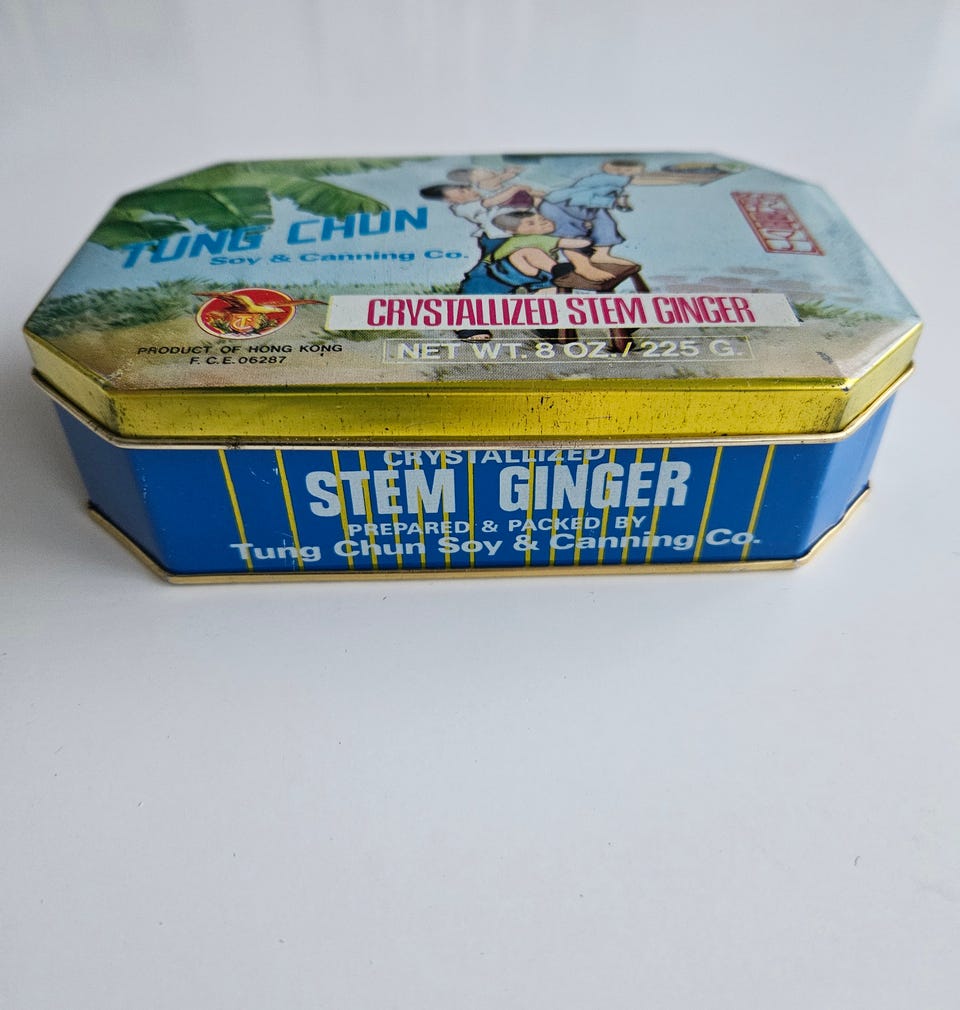 TUNG CHUN
Soy & Canning Co.
CRYSTALLIZED STEM GINGER
PRODUCT OF HONG KONG
F.C.E.06287
NET WT. 8 OZ. / 225 G.
CRYSTALLIZED
STEM GINGER
PREPARED & PACKED BY
Tung Chun Soy & Canning Co.